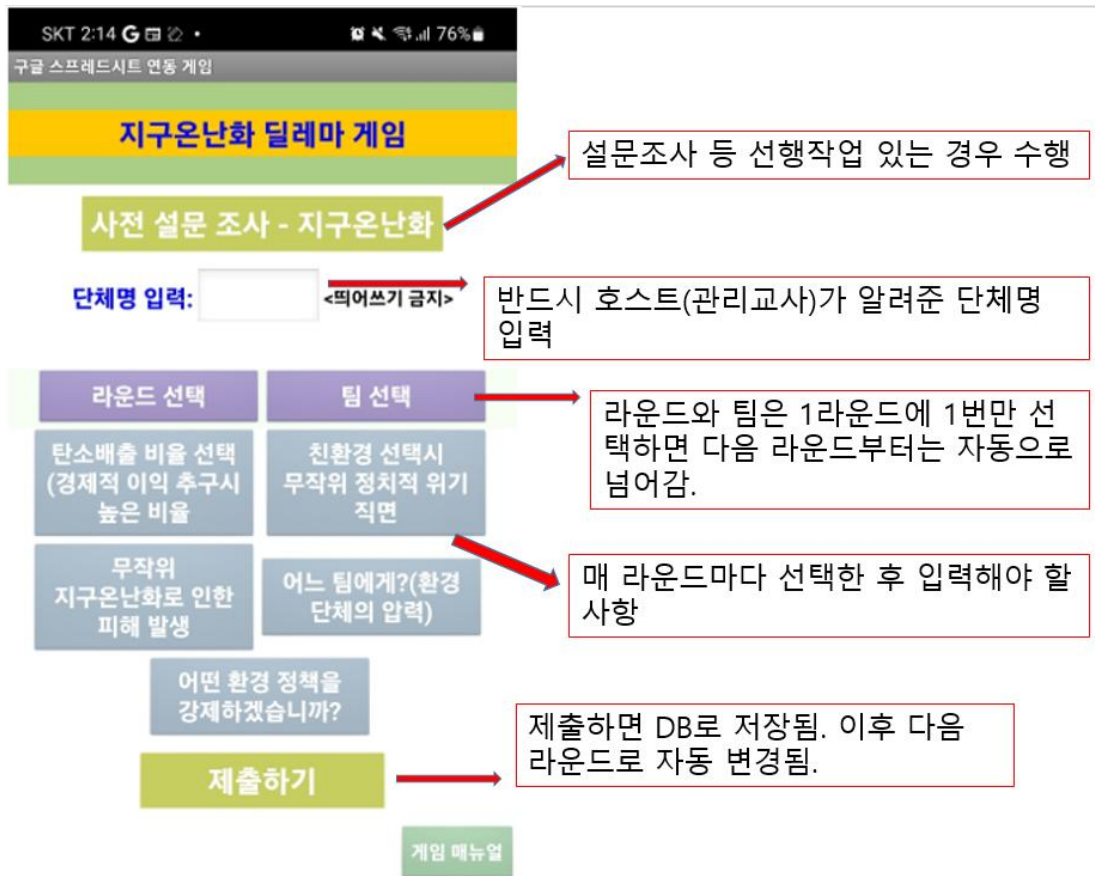 SKT 2:14 G
76%
구글 스프레드시트 연동 게임
지구온난화 딜레마 게임
설문조사 등 선행작업 있는 경우 수행
사전 설문 조사 - 지구온난화
단체명 입력:
<띄어쓰기 금지>
반드시 호스트(관리교사)가 알려준 단체명
입력
라운드 선택
팀 선택
라운드와 팀은 1라운드에 1번만 선
택하면 다음 라운드부터는 자동으로
넘어감.
탄소배출 비율 선택
(경제적 이익 추구시
높은 비율
친환경 선택시
무작위 정치적 위기
직면
매 라운드마다 선택한 후 입력해야 할
사항
무작위
지구온난화로 인한
피해 발생
어느 팀에게?(환경
단체의 압력)
어떤 환경 정책을
강제하겠습니까?
제출하면 DB로 저장됨. 이후 다음
라운드로 자동 변경됨.
제출하기
게임 매뉴얼